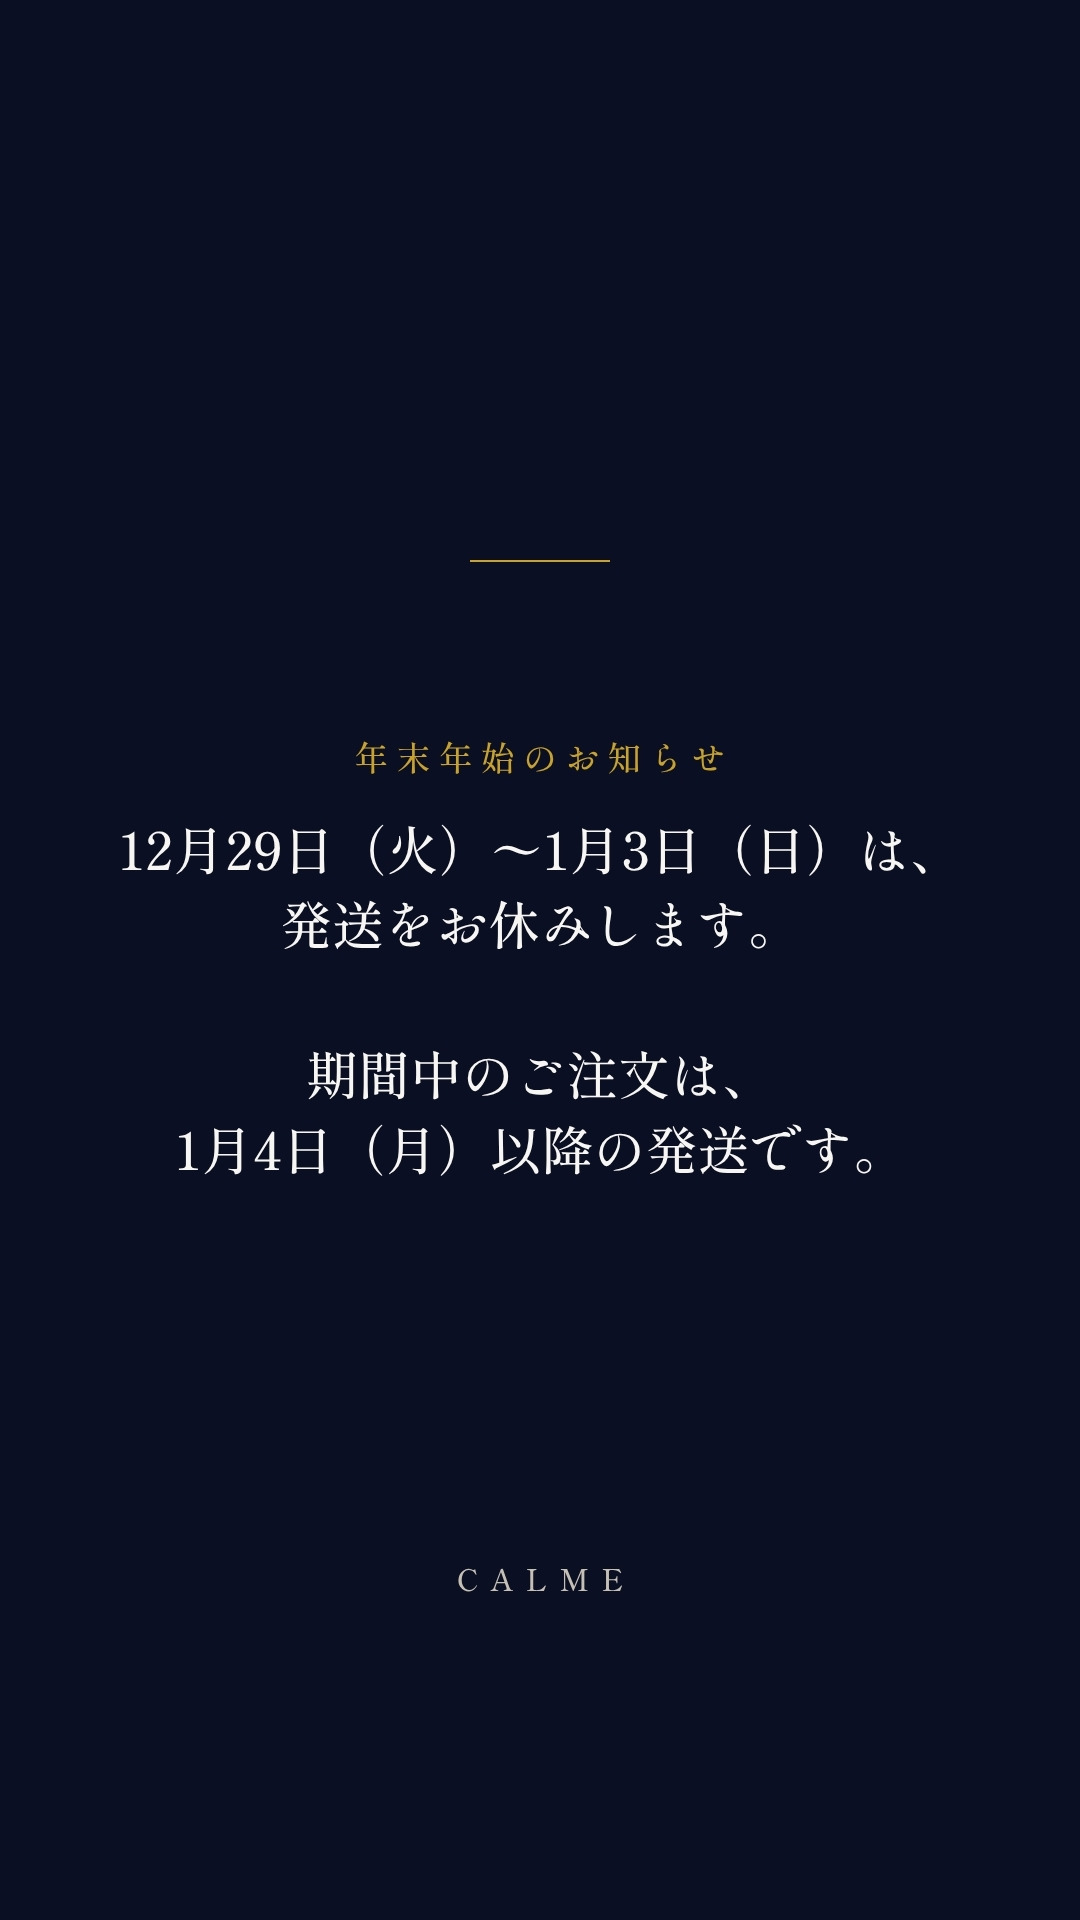 年末年始のお知らせ
12月29日（火）〜1月3日（日）は、
発送をお休みします。
期間中のご注文は、
1月4日（月）以降の発送です。
CALME